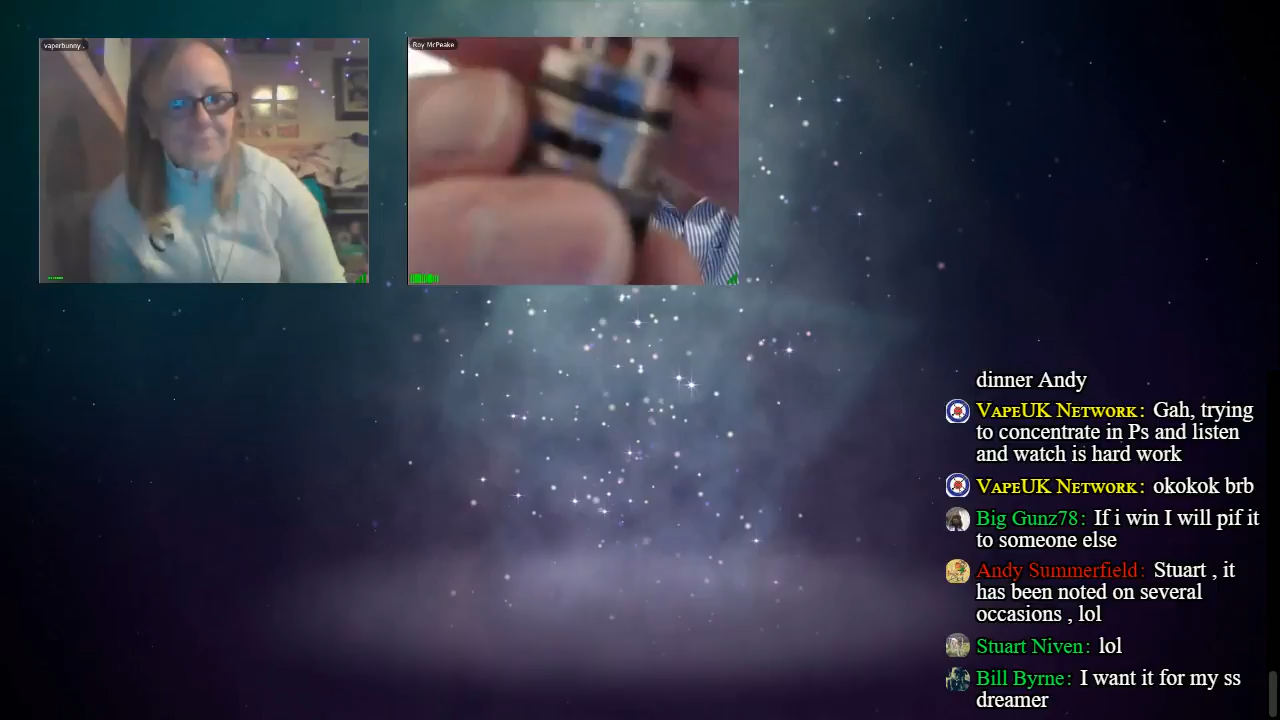 vaperbunny .
Roy McPeake
dinner Andy
VapeUK Network: Gah, trying
to concentrate in Ps and listen
and watch is hard work
VapeUK Network: okokok brb
Big Gunz78: If i win I will pif it
to someone else
Andy Summerfield: Stuart , it
has been noted on several
occasions , lol
Stuart Niven: lol
Bill Byrne: I want it for my ss
dreamer